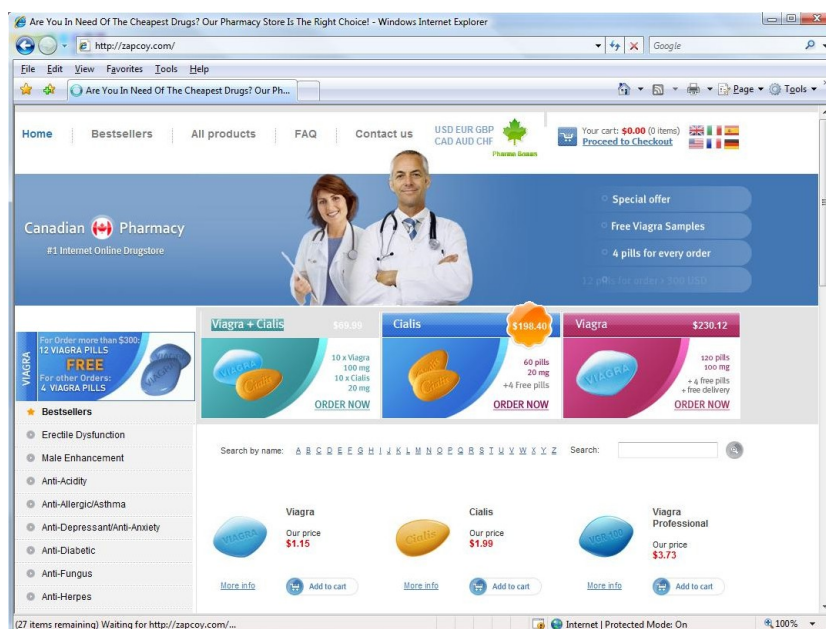 Are You In Need Of The Cheapest Drugs? Our Pharmacy Store Is The Right Choice! - Windows Internet Explorer
http://zapcoy.com/
Google
File Edit View Favorites Tools Help
Are You In Need Of The Cheapest Drugs? Our Ph...
Page Tools
Home Bestsellers All products FAQ Contact us
USD EUR GBP
CAD AUD CHF
Your cart: $0.00 (0 items)
Proceed to Checkout
Canadian Pharmacy
#1 Internet Online Drugstore
Special offer
Free Viagra Samples
4 pills for every order
VIAGRA
For Order more than $300:
12 VIAGRA PILLS
FREE
For other Orders:
4 VIAGRA PILLS
Viagra + Cialis $69.99
VIAGRA
Cialis
10 x Viagra
100 mg
10 x Cialis
20 mg
ORDER NOW
Cialis $198.40
Cialis
60 pills
20 mg
+4 Free pills
ORDER NOW
Viagra $230.12
VIAGRA
120 pills
100 mg
+ 4 free pills
+ free delivery
ORDER NOW
Bestsellers
Erectile Dysfunction
Male Enhancement
Anti-Acidity
Anti-Allergic/Asthma
Anti-Depressant/Anti-Anxiety
Anti-Diabetic
Anti-Fungus
Anti-Herpes
Search by name: A B C D E F G H I J K L M N O P Q R S T U V W X Y Z Search:
VIAGRA
Viagra
Our price
$1.15
More info Add to cart
Cialis
Cialis
Our price
$1.99
More info Add to cart
VGR 100
Viagra
Professional
Our price
$3.73
More info Add to cart
(27 items remaining) Waiting for http://zapcoy.com/... Internet | Protected Mode: On 100%